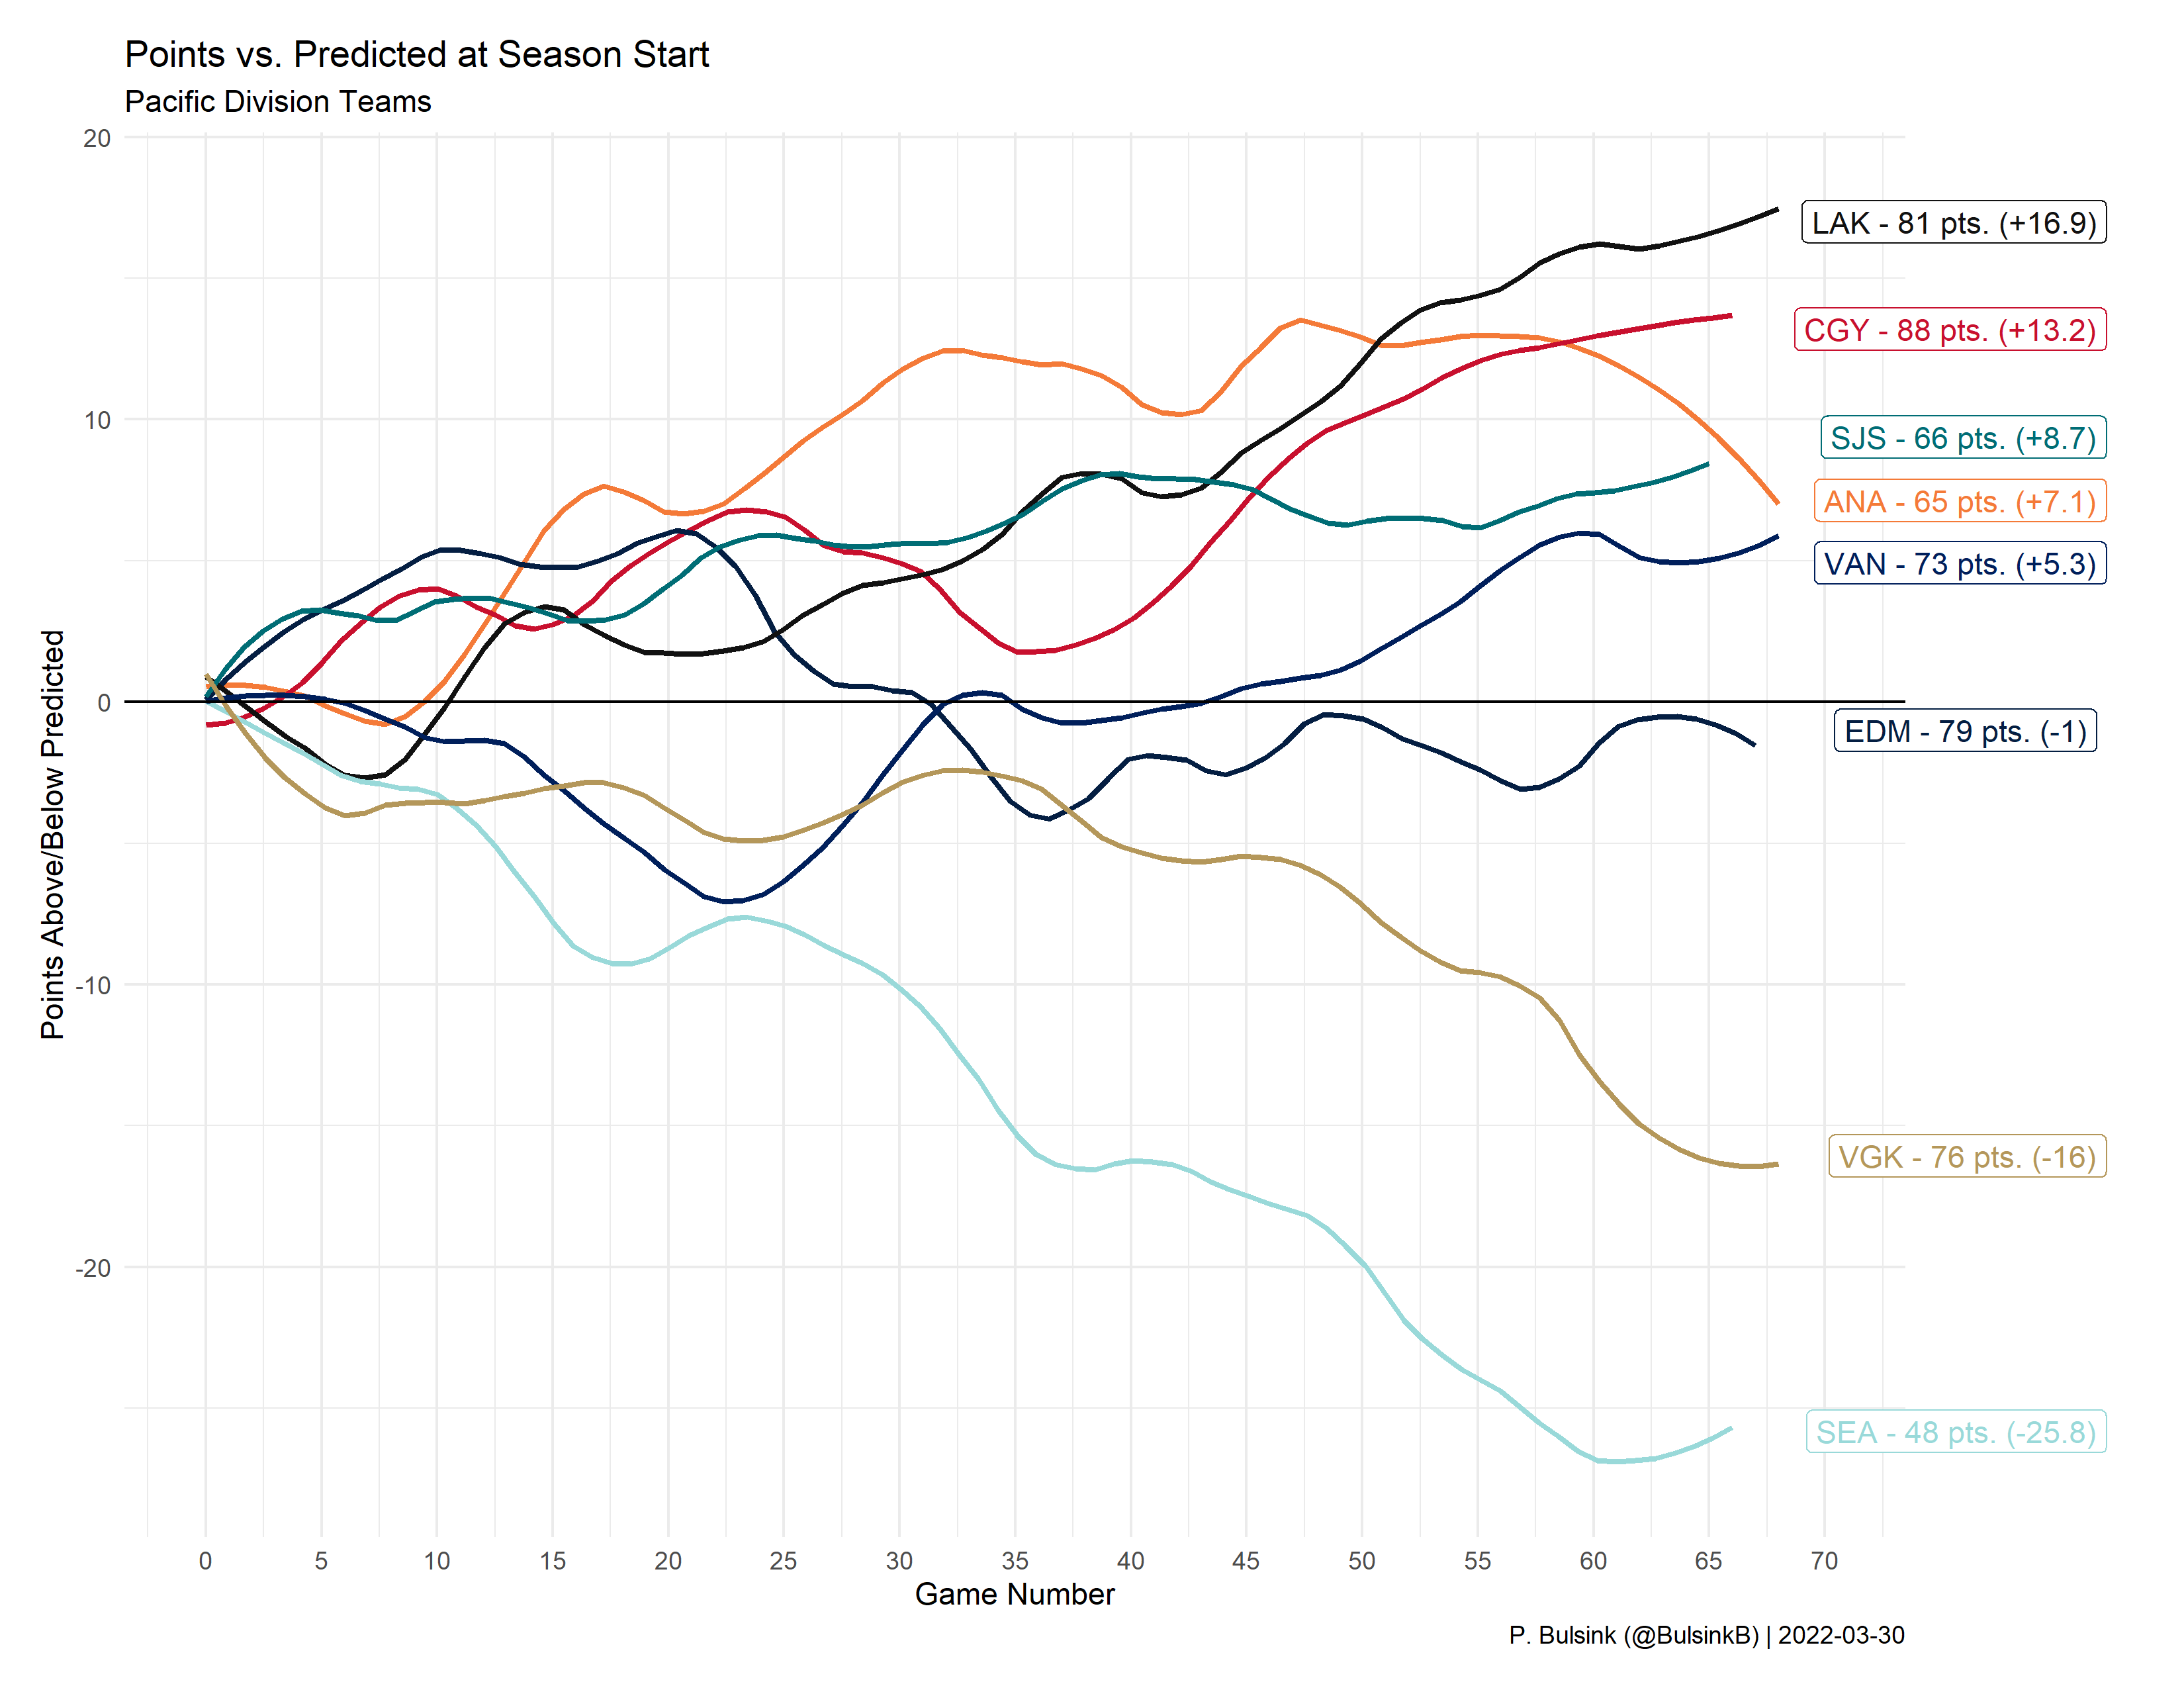 Points vs. Predicted at Season Start
Pacific Division Teams
Points Above/Below Predicted
20
10
0
-10
-20
LAK - 81 pts. (+16.9)
CGY - 88 pts. (+13.2)
SJS - 66 pts. (+8.7)
ANA - 65 pts. (+7.1)
VAN - 73 pts. (+5.3)
EDM - 79 pts. (-1)
VGK - 76 pts. (-16)
SEA - 48 pts. (-25.8)
0 5 10 15 20 25 30 35 40 45 50 55 60 65 70
Game Number
P. Bulsink (@BulsinkB) | 2022-03-30